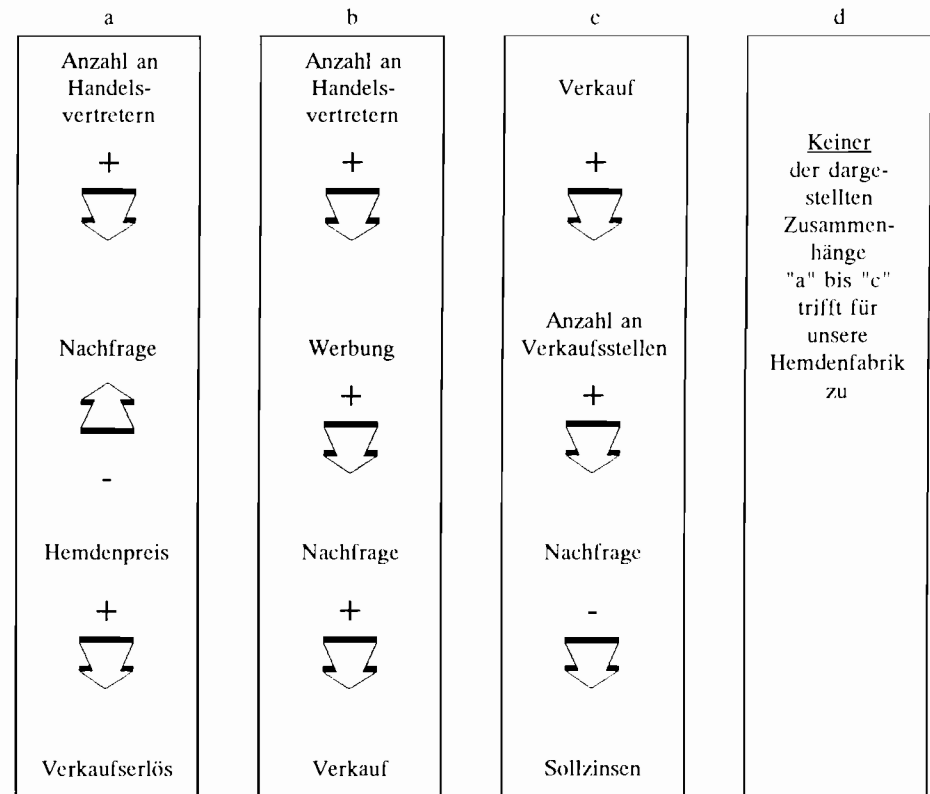 a
Anzahl an
Handels-
vertretern
+
Nachfrage
-
Hemdenpreis
+
Verkaufserlös
b
Anzahl an
Handels-
vertretern
+
Werbung
+
Nachfrage
+
Verkauf
c
Verkauf
+
Anzahl an
Verkaufsstellen
+
Nachfrage
-
Sollzinsen
d
Keiner
der darge-
stellten
Zusammen-
hänge
"a" bis "c"
trifft für
unsere
Hemdenfabrik
zu